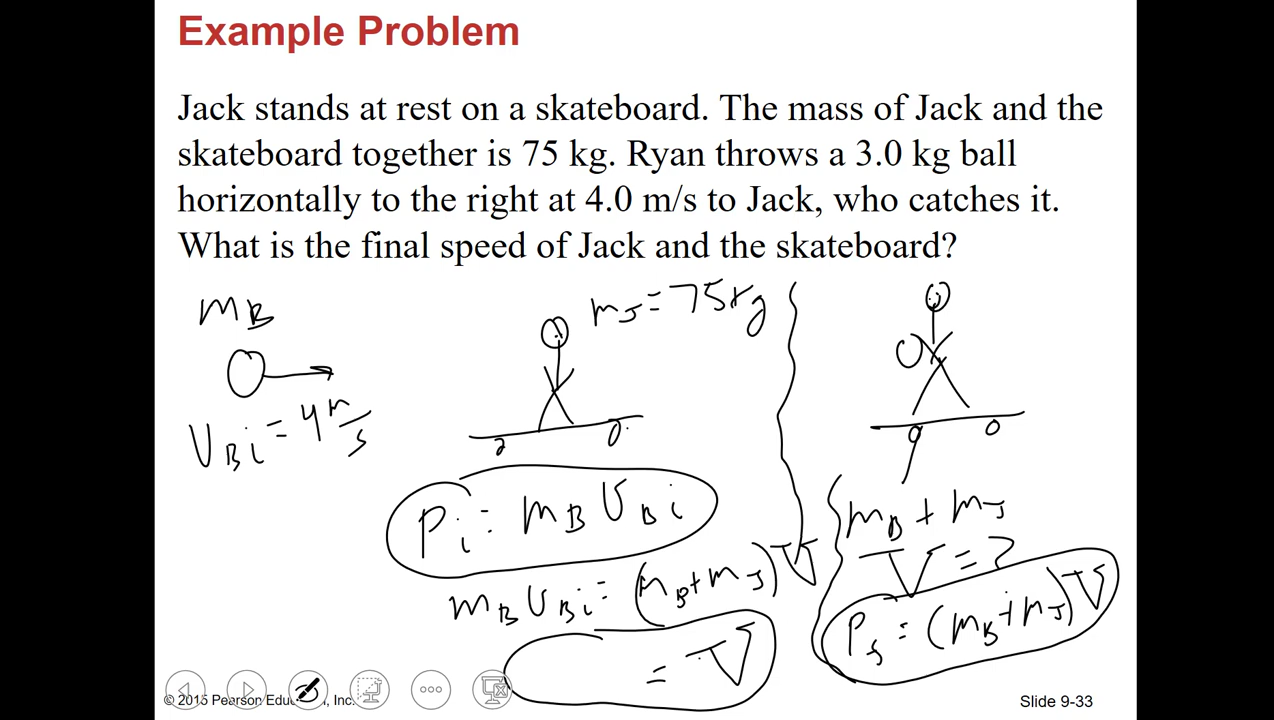 Example Problem
Jack stands at rest on a skateboard. The mass of Jack and the
skateboard together is 75 kg. Ryan throws a 3.0 kg ball
horizontally to the right at 4.0 m/s to Jack, who catches it.
What is the final speed of Jack and the skateboard?
m_B
m_J = 75 kg
v_Bi = 4 m/s
P_i = m_B v_Bi
m_B + m_J
V = ?
m_B v_Bi = (m_B + m_J) V
P_f = (m_B + m_J) V
= V
© 2015 Pearson Education, Inc.
Slide 9-33